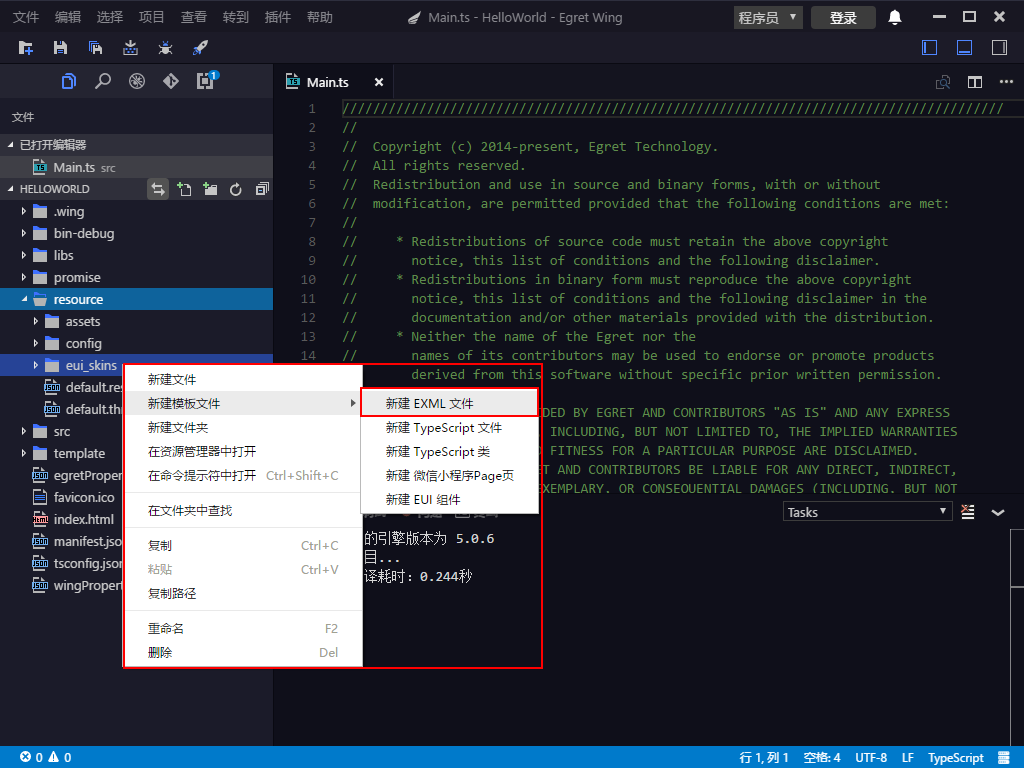 文件 编辑 选择 项目 查看 转到 插件 帮助 Main.ts - HelloWorld - Egret Wing 程序员 登录
1
Main.ts
文件
已打开编辑器
Main.ts src
HELLOWORLD
.wing
bin-debug
libs
promise
resource
assets
config
eui_skins
default.res
default.th
src
template
egretProper
favicon.ico
index.html
manifest.jso
tsconfig.json
wingPropert
1 //////////////////////////////////////////////////////////////////////////////////////
2 //
3 // Copyright (c) 2014-present, Egret Technology.
4 // All rights reserved.
5 // Redistribution and use in source and binary forms, with or without
6 // modification, are permitted provided that the following conditions are met:
7 //
8 // * Redistributions of source code must retain the above copyright
9 // notice, this list of conditions and the following disclaimer.
10 // * Redistributions in binary form must reproduce the above copyright
11 // notice, this list of conditions and the following disclaimer in the
12 // documentation and/or other materials provided with the distribution.
13 // * Neither the name of the Egret nor the
14 // names of its contributors may be used to endorse or promote products
derived from this software without specific prior written permission.
DED BY EGRET AND CONTRIBUTORS "AS IS" AND ANY EXPRESS
INCLUDING, BUT NOT LIMITED TO, THE IMPLIED WARRANTIES
FITNESS FOR A PARTICULAR PURPOSE ARE DISCLAIMED.
ET AND CONTRIBUTORS BE LIABLE FOR ANY DIRECT, INDIRECT,
EXEMPLARY, OR CONSEQUENTIAL DAMAGES (INCLUDING, BUT NOT
新建文件
新建模板文件
新建文件夹
在资源管理器中打开
在命令提示符中打开 Ctrl+Shift+C
在文件夹中查找
复制 Ctrl+C
粘贴 Ctrl+V
复制路径
重命名 F2
删除 Del
新建 EXML 文件
新建 TypeScript 文件
新建 TypeScript 类
新建 微信小程序Page页
新建 EUI 组件
Tasks
的引擎版本为 5.0.6
目...
译耗时：0.244秒
0 0 行 1, 列 1 空格: 4 UTF-8 LF TypeScript